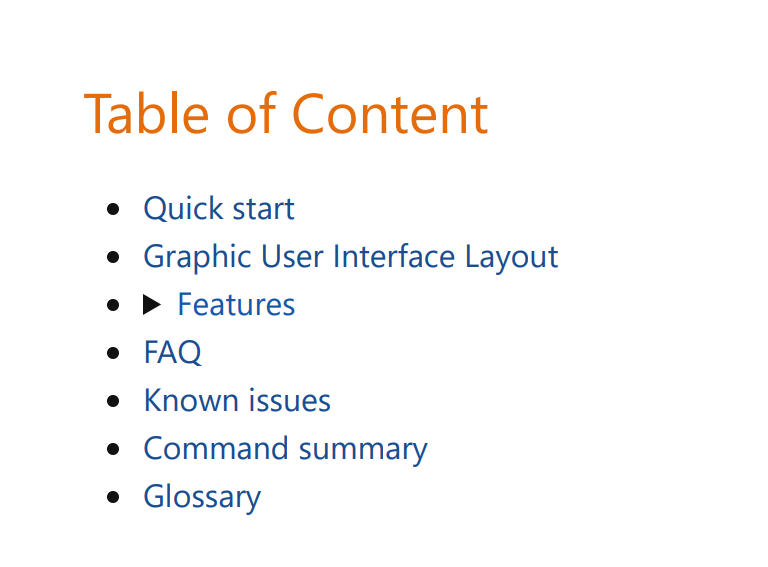 Table of Content
Quick start
Graphic User Interface Layout
Features
FAQ
Known issues
Command summary
Glossary